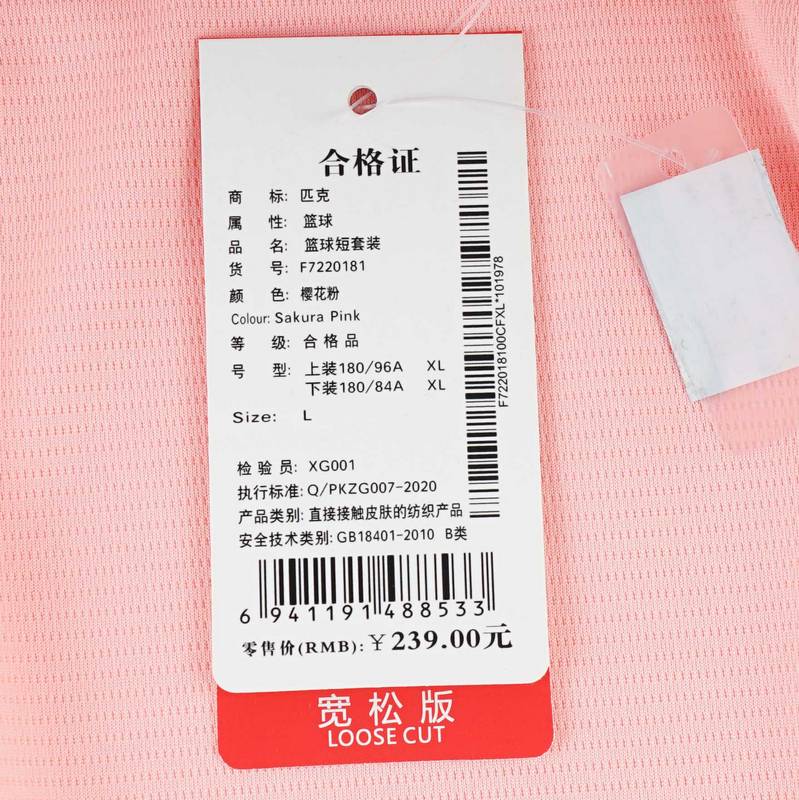 合格证
商 标: 匹克
属 性: 篮球
品 名: 篮球短套装
货 号: F7220181
颜 色: 樱花粉
Colour: Sakura Pink
等 级: 合格品
号 型: 上装180/96A XL
下装180/84A XL
Size: L
检 验 员: XG001
执行标准: Q/PKZG007-2020
产品类别: 直接接触皮肤的纺织产品
安全技术类别: GB18401-2010 B类
F722018100CFXL*101978
6 941191 488533
零售价(RMB): ¥ 239.00元
宽松版
LOOSE CUT